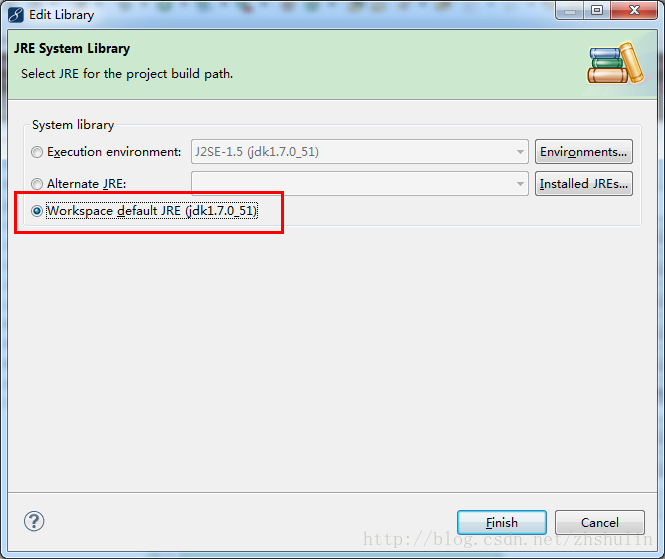 Edit Library
JRE System Library
Select JRE for the project build path.
System library
Execution environment: J2SE-1.5 (jdk1.7.0_51) Environments...
Alternate JRE: Installed JREs...
Workspace default JRE (jdk1.7.0_51)
? Finish Cancel
http://blog.csdn.net/zhshulin